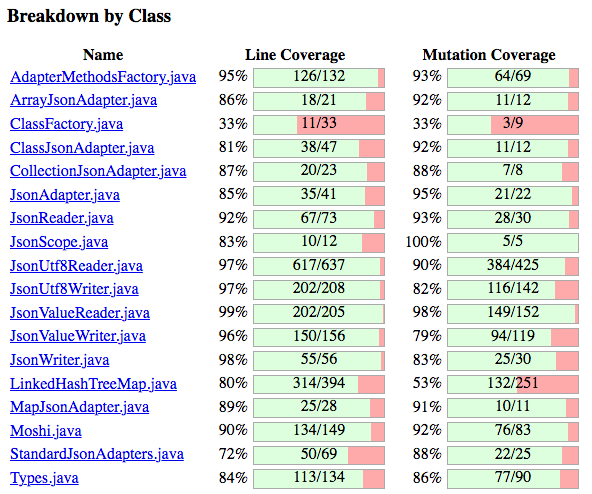 Breakdown by Class
Name Line Coverage Mutation Coverage
AdapterMethodsFactory.java 95% 126/132 93% 64/69
ArrayJsonAdapter.java 86% 18/21 92% 11/12
ClassFactory.java 33% 11/33 33% 3/9
ClassJsonAdapter.java 81% 38/47 92% 11/12
CollectionJsonAdapter.java 87% 20/23 88% 7/8
JsonAdapter.java 85% 35/41 95% 21/22
JsonReader.java 92% 67/73 93% 28/30
JsonScope.java 83% 10/12 100% 5/5
JsonUtf8Reader.java 97% 617/637 90% 384/425
JsonUtf8Writer.java 97% 202/208 82% 116/142
JsonValueReader.java 99% 202/205 98% 149/152
JsonValueWriter.java 96% 150/156 79% 94/119
JsonWriter.java 98% 55/56 83% 25/30
LinkedHashTreeMap.java 80% 314/394 53% 132/251
MapJsonAdapter.java 89% 25/28 91% 10/11
Moshi.java 90% 134/149 92% 76/83
StandardJsonAdapters.java 72% 50/69 88% 22/25
Types.java 84% 113/134 86% 77/90